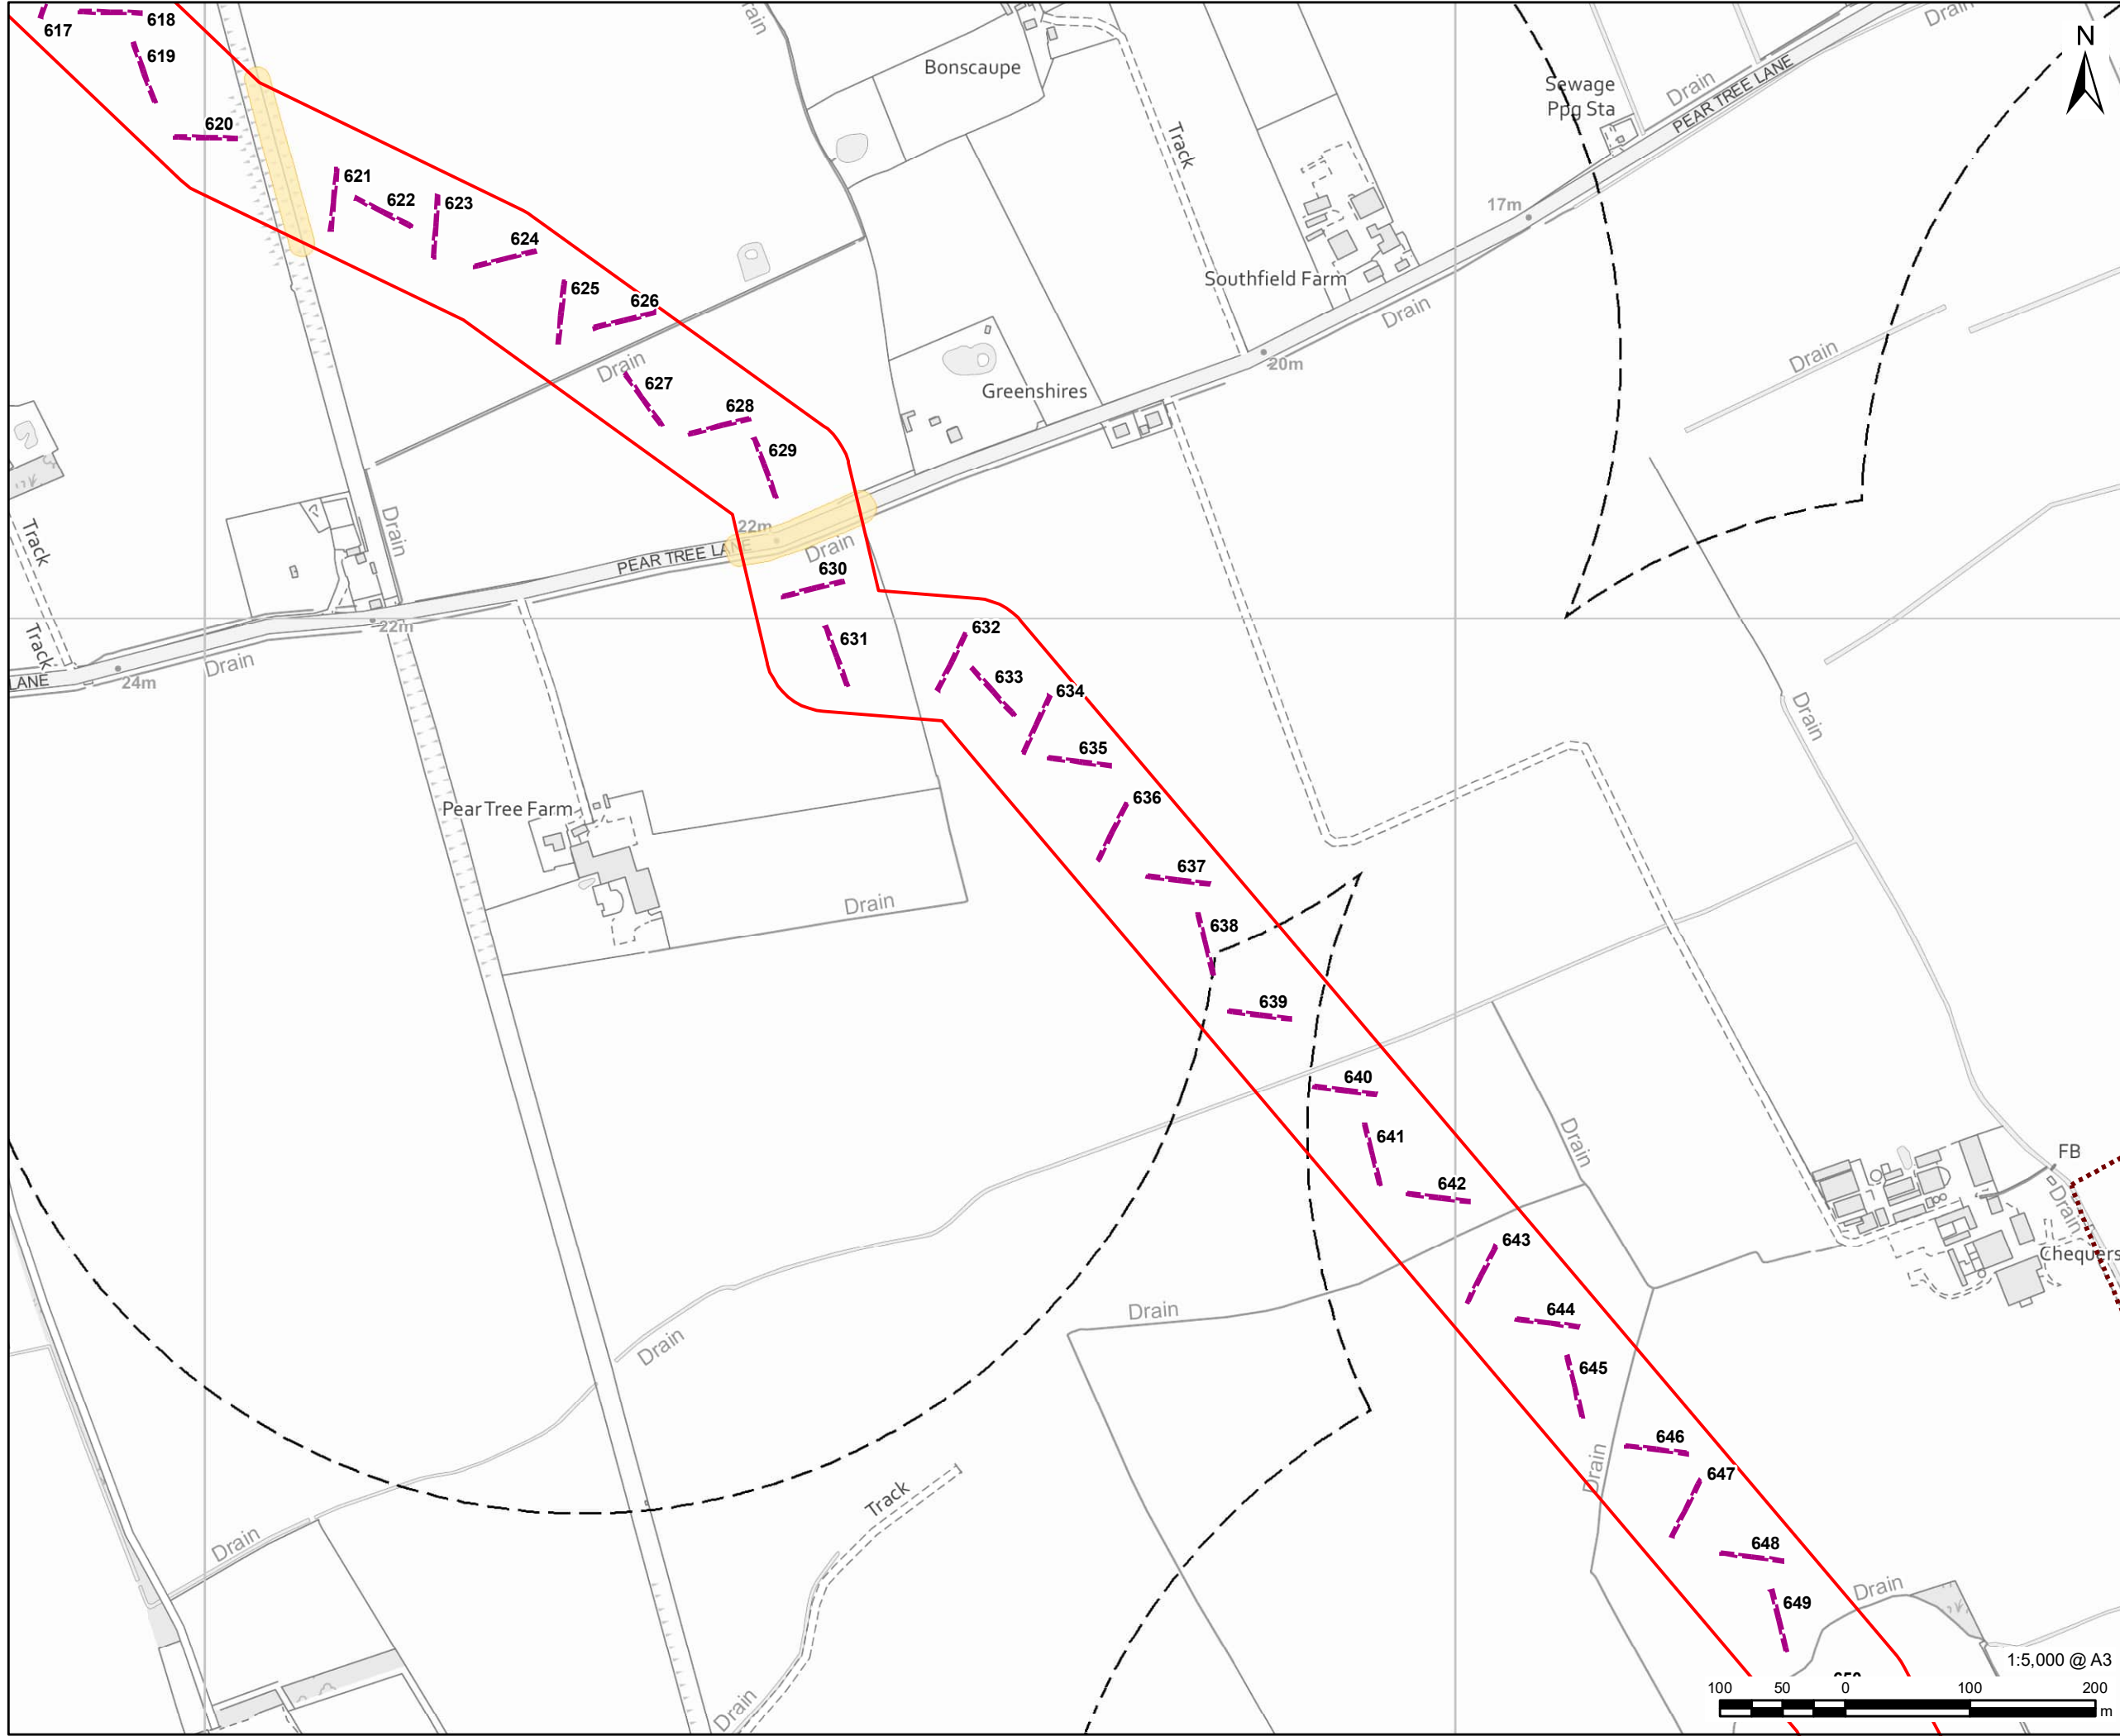 617
618
619
620
621
622
623
624
625
626
627
628
629
630
631
632
633
634
635
636
637
638
639
640
641
642
643
644
645
646
647
648
649
Bonscaupe
Track
Sewage
Ppg Sta
Drain
PEAR TREE LANE
Drain
N
17m
Southfield Farm
Drain
20m
Greenshires
Drain
Drain
Drain
22m
PEAR TREE LANE
Drain
Track
Track
LANE
24m
Drain
22m
Pear Tree Farm
Drain
Drain
Drain
FB
Drain
Chequers
Drain
Drain
Drain
Track
Drain
Drain
Drain
1:5,000 @ A3
100 50 0 100 200
m